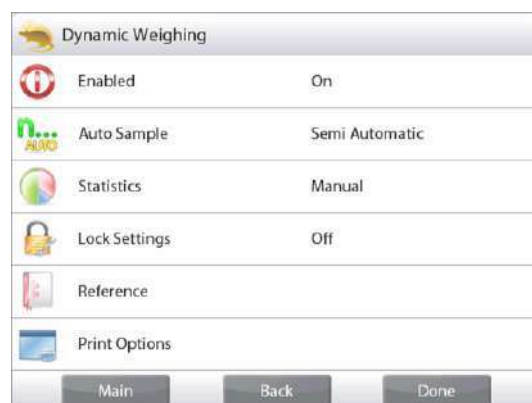 Dynamic Weighing
Enabled On
n...
AUTO Auto Sample Semi Automatic
Statistics Manual
Lock Settings Off
Reference
Print Options
Main Back Done